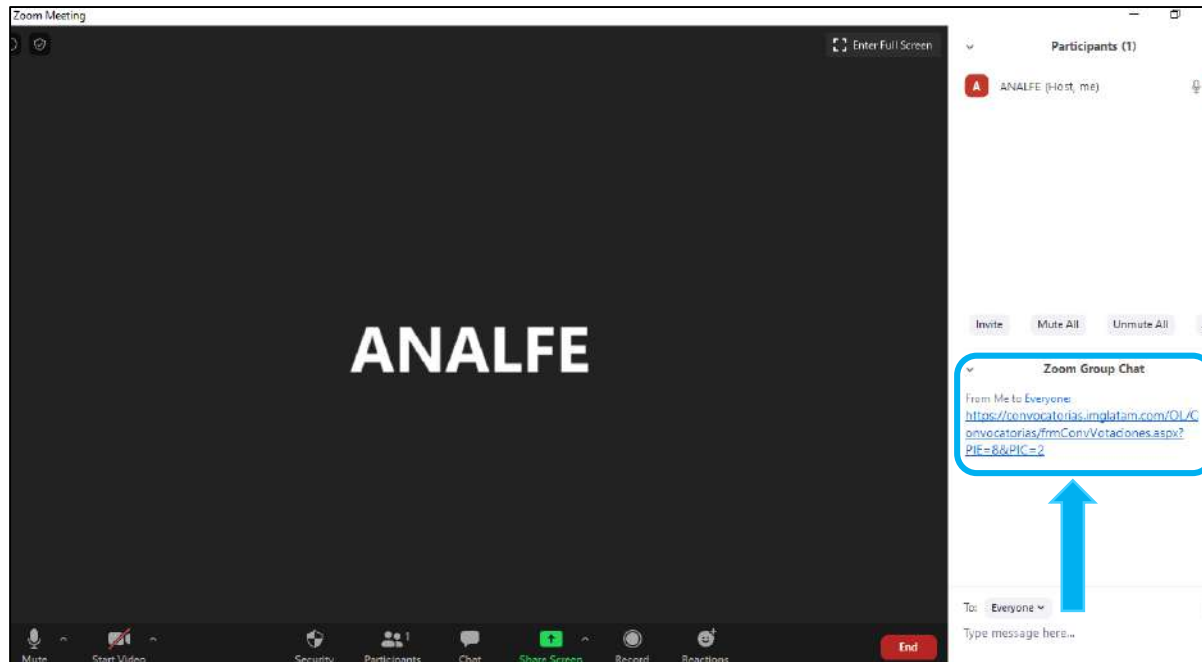 Zoom Meeting
Enter Full Screen
Participants (1)
A
ANALFE (Host, me)
ANALFE
Invite
Mute All
Unmute All
Zoom Group Chat
From Me to Everyone:
https://convocatorias.imglatam.com/OL/C
onvocatorias/frmConvVotaciones.aspx?
PIE=8&PIC=2
To: Everyone
Type message here...
Mute
Start Video
Security
Participants
1
Chat
Share Screen
Record
Reactions
End